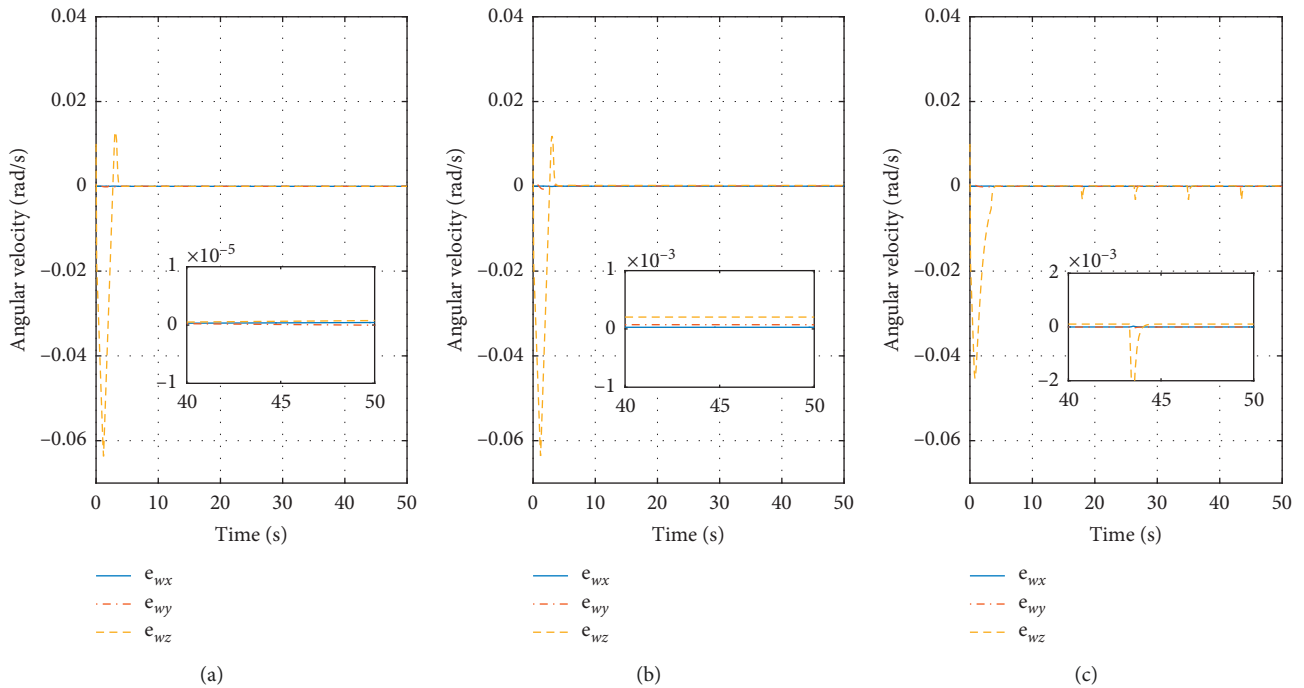 0.04
0.02
0
−0.02
−0.04
−0.06
Angular velocity (rad/s)
1 ×10⁻⁵
0
−1
40 45 50
0 10 20 30 40 50
Time (s)
e_wx
e_wy
e_wz
(a)
0.04
0.02
0
−0.02
−0.04
−0.06
Angular velocity (rad/s)
1 ×10⁻³
0
−1
40 45 50
0 10 20 30 40 50
Time (s)
e_wx
e_wy
e_wz
(b)
0.04
0.02
0
−0.02
−0.04
−0.06
Angular velocity (rad/s)
2 ×10⁻³
0
−2
40 45 50
0 10 20 30 40 50
Time (s)
e_wx
e_wy
e_wz
(c)